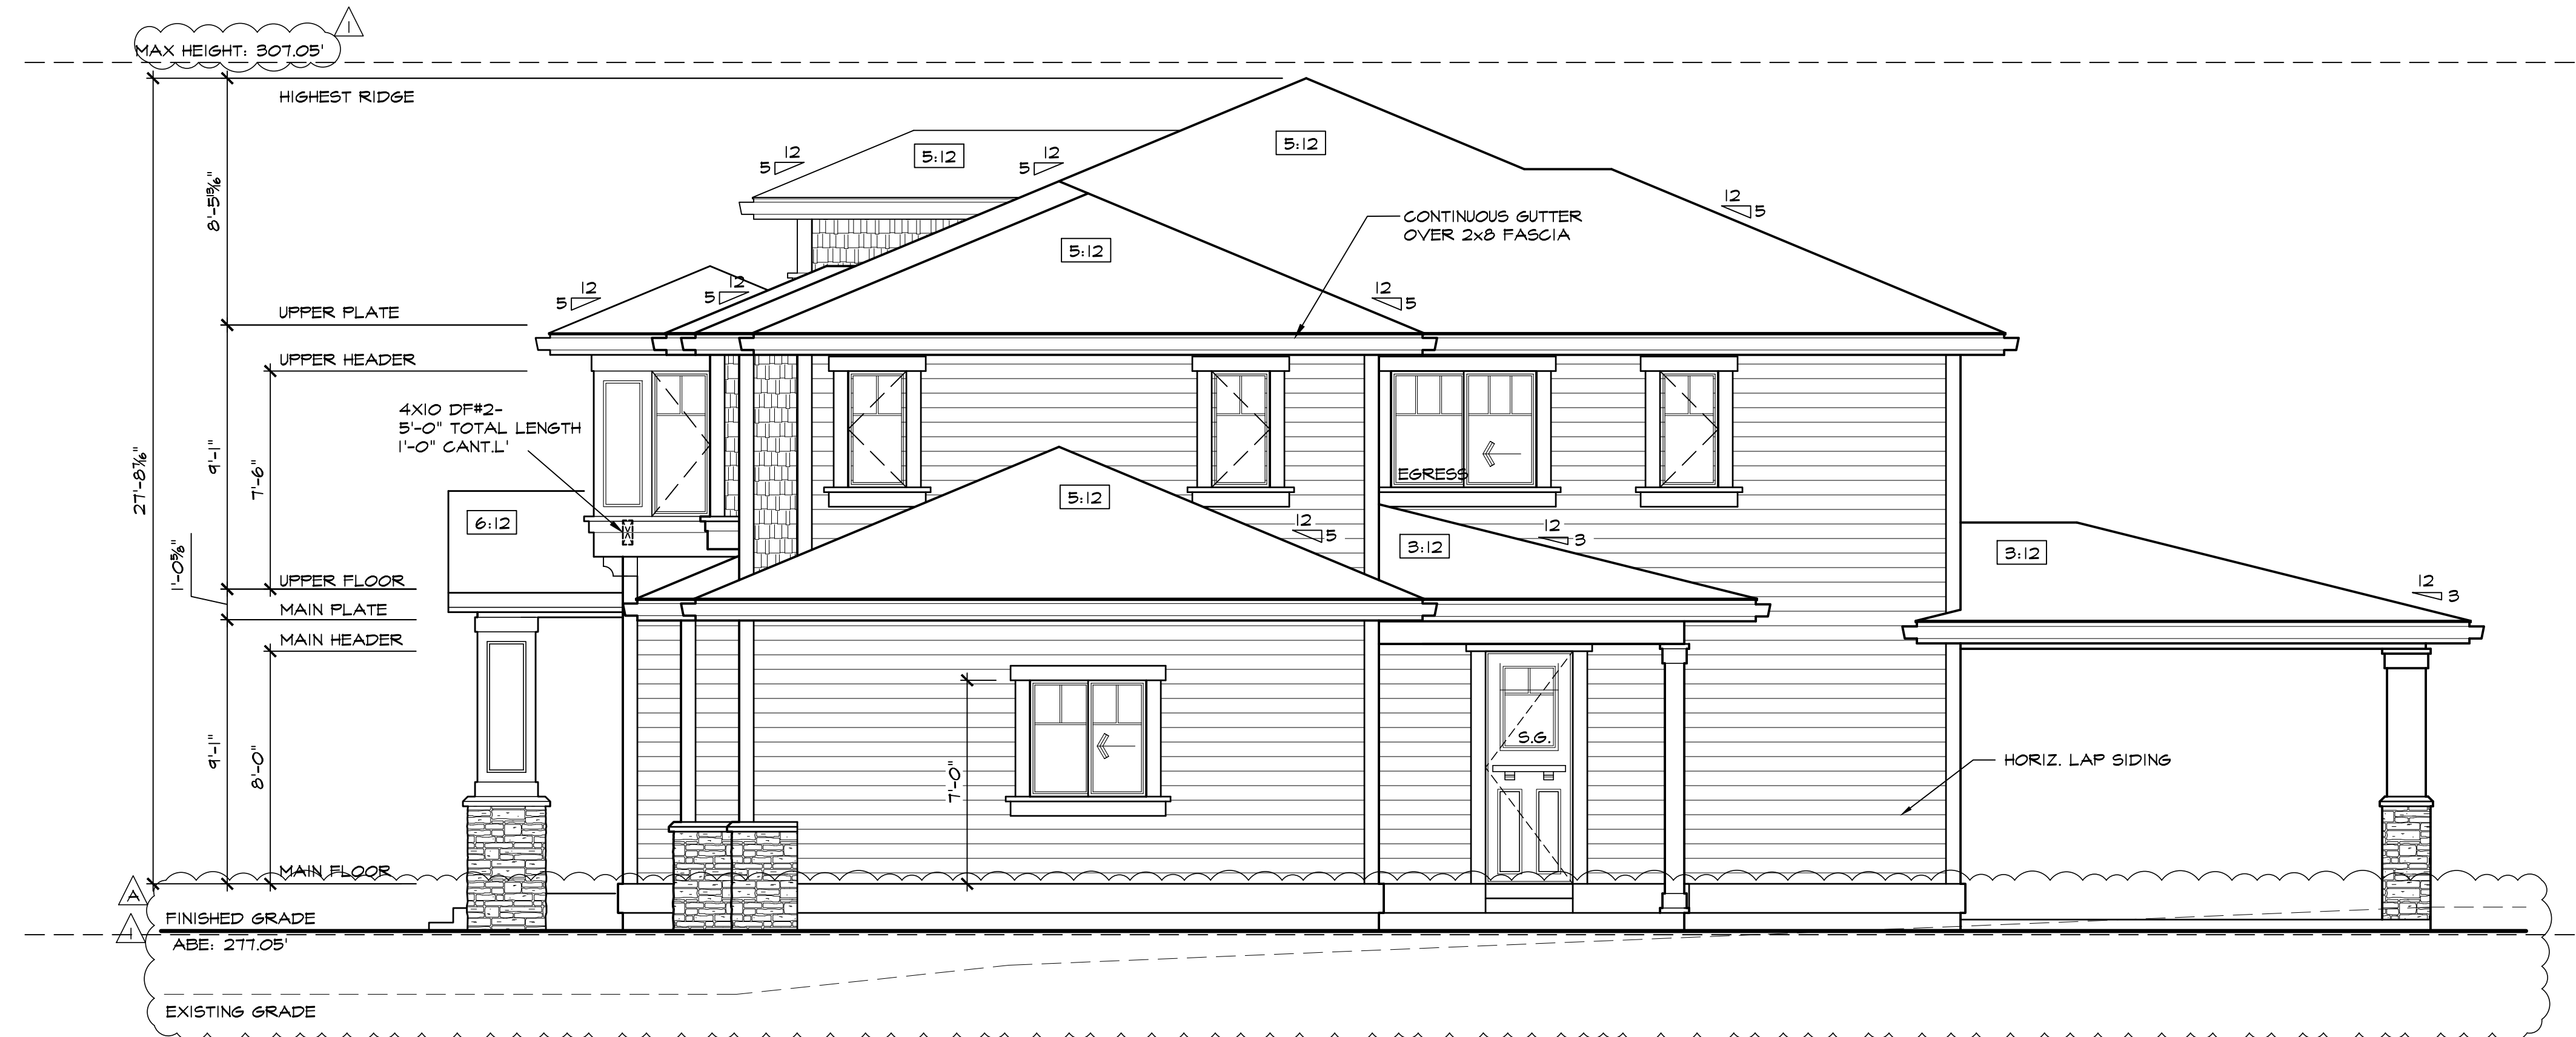 1
MAX HEIGHT: 307.05'
HIGHEST RIDGE
12
5
5:12
12
5
5:12
8'-5 13/16"
12
5
CONTINUOUS GUTTER
OVER 2x8 FASCIA
5:12
12
5
12
5
12
5
UPPER PLATE
UPPER HEADER
4X10 DF#2-
5'-0" TOTAL LENGTH
1'-0" CANT.L'
27'-8 7/16"
9'-1"
7'-6"
EGRESS
5:12
6:12
12
5
12
3
3:12
3:12
1'-0 5/8"
UPPER FLOOR
12
3
MAIN PLATE
MAIN HEADER
9'-1"
8'-0"
7'-0"
S.G.
HORIZ. LAP SIDING
MAIN FLOOR
A
FINISHED GRADE
1
ABE: 277.05'
EXISTING GRADE